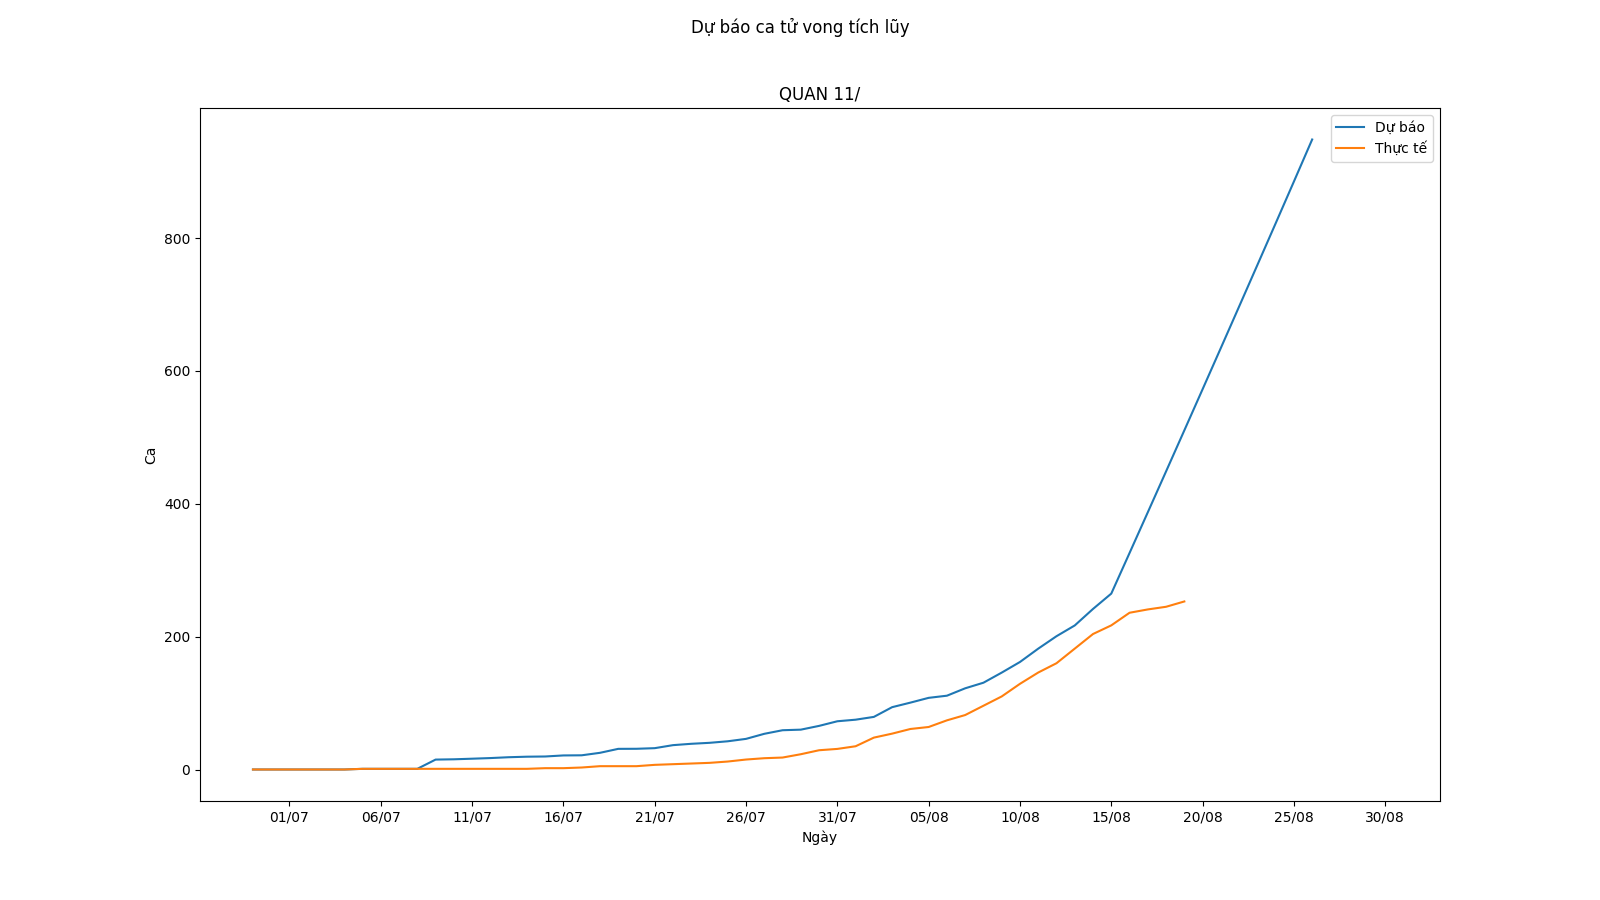 Dự báo ca tử vong tích lũy
QUAN 11/
Dự báo
Thực tế
800
600
400
200
0
Ca
01/07 06/07 11/07 16/07 21/07 26/07 31/07 05/08 10/08 15/08 20/08 25/08 30/08
Ngày